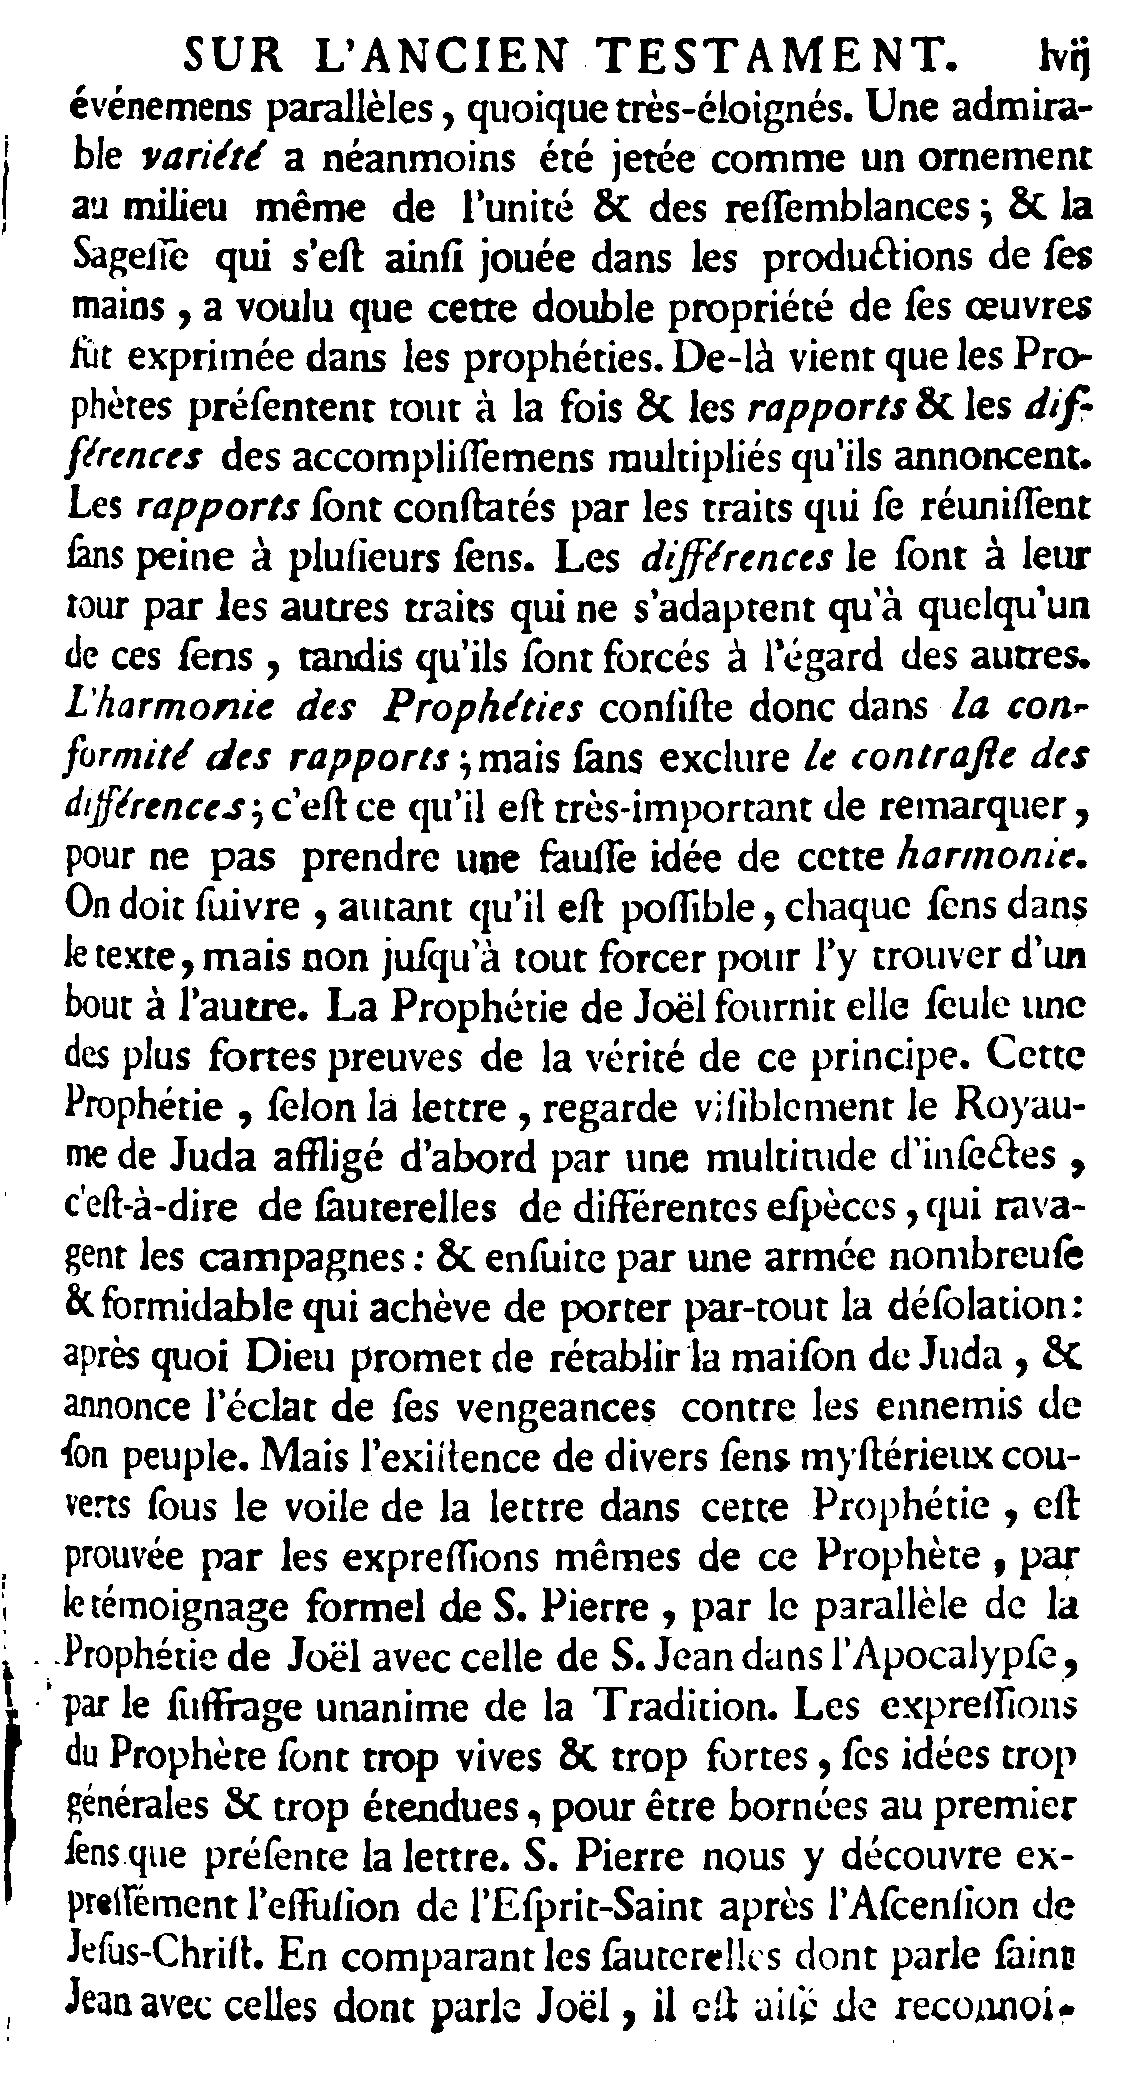 SUR L'ANCIEN TESTAMENT. lvij
événemens parallèles, quoique très-éloignés. Une admira-
ble variété a néanmoins été jetée comme un ornement
au milieu même de l'unité & des reſſemblances; & la
Sageſſe qui s'eſt ainſi jouée dans les productions de ſes
mains, a voulu que cette double propriété de ſes œuvres
fût exprimée dans les prophéties. De-là vient que les Pro-
phètes préſentent tout à la fois & les rapports & les dif-
férences des accompliſſemens multipliés qu'ils annoncent.
Les rapports ſont conſtatés par les traits qui ſe réuniſſent
ſans peine à pluſieurs ſens. Les différences le ſont à leur
tour par les autres traits qui ne s'adaptent qu'à quelqu'un
de ces ſens, tandis qu'ils ſont forcés à l'égard des autres.
L'harmonie des Prophéties conſiſte donc dans la con-
formité des rapports; mais ſans exclure le contraſte des
différences; c'eſt ce qu'il eſt très-important de remarquer,
pour ne pas prendre une fauſſe idée de cette harmonie.
On doit ſuivre, autant qu'il eſt poſſible, chaque ſens dans
le texte, mais non juſqu'à tout forcer pour l'y trouver d'un
bout à l'autre. La Prophétie de Joël fournit elle ſeule une
des plus fortes preuves de la vérité de ce principe. Cette
Prophétie, ſelon la lettre, regarde viſiblement le Royau-
me de Juda affligé d'abord par une multitude d'inſectes,
c'eſt-à-dire de ſauterelles de différentes eſpèces, qui rava-
gent les campagnes: & enſuite par une armée nombreuſe
& formidable qui achève de porter par-tout la déſolation:
après quoi Dieu promet de rétablir la maiſon de Juda, &
annonce l'éclat de ſes vengeances contre les ennemis de
ſon peuple. Mais l'exiſtence de divers ſens myſtérieux cou-
verts ſous le voile de la lettre dans cette Prophétie, eſt
prouvée par les expreſſions mêmes de ce Prophète, par
le témoignage formel de S. Pierre, par le parallèle de la
Prophétie de Joël avec celle de S. Jean dans l'Apocalypſe,
par le ſuffrage unanime de la Tradition. Les expreſſions
du Prophète ſont trop vives & trop fortes, ſes idées trop
générales & trop étendues, pour être bornées au premier
ſens que préſente la lettre. S. Pierre nous y découvre ex-
preſſément l'effuſion de l'Eſprit-Saint après l'Aſcenſion de
Jeſus-Chriſt. En comparant les ſauterelles dont parle ſaint
Jean avec celles dont parle Joël, il eſt aiſé de reconnoi-